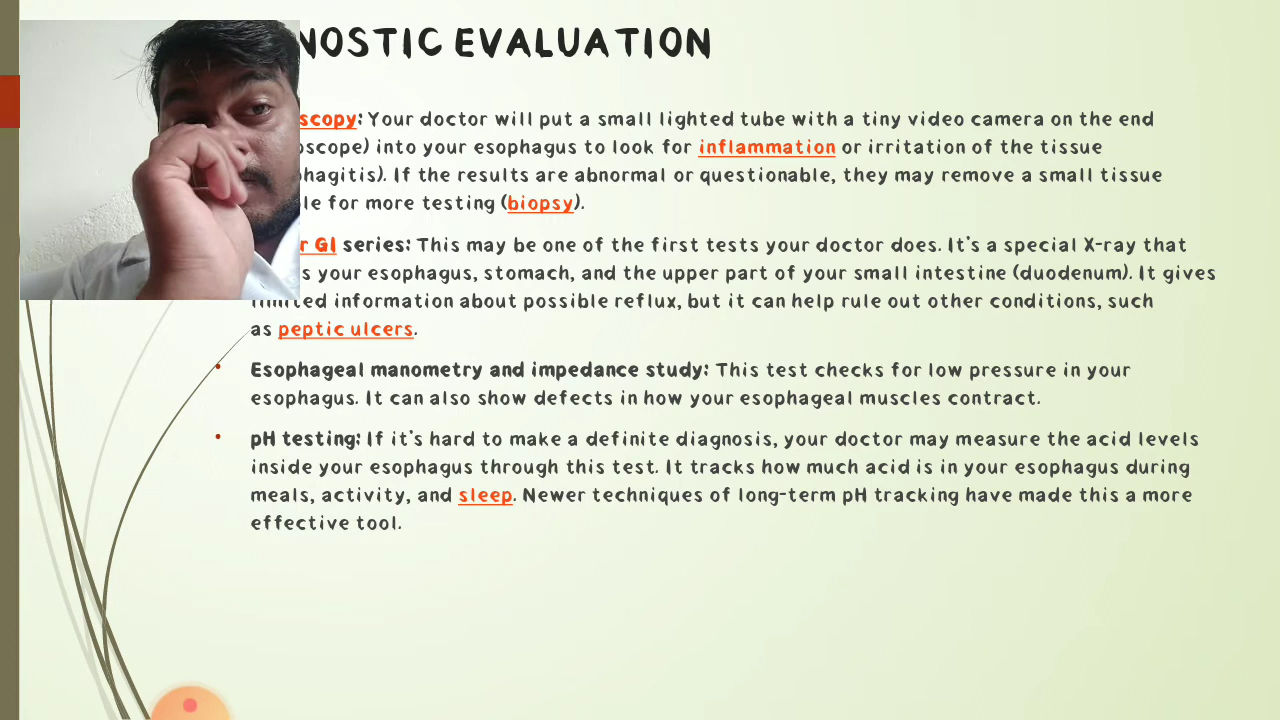 NOSTIC EVALUATION
scopy: Your doctor will put a small lighted tube with a tiny video camera on the end
oscope) into your esophagus to look for inflammation or irritation of the tissue
hagitis). If the results are abnormal or questionable, they may remove a small tissue
le for more testing (biopsy).
r GI series: This may be one of the first tests your doctor does. It's a special X-ray that
s your esophagus, stomach, and the upper part of your small intestine (duodenum). It gives
limited information about possible reflux, but it can help rule out other conditions, such
as peptic ulcers.
• Esophageal manometry and impedance study: This test checks for low pressure in your
esophagus. It can also show defects in how your esophageal muscles contract.
• pH testing: If it's hard to make a definite diagnosis, your doctor may measure the acid levels
inside your esophagus through this test. It tracks how much acid is in your esophagus during
meals, activity, and sleep. Newer techniques of long-term pH tracking have made this a more
effective tool.